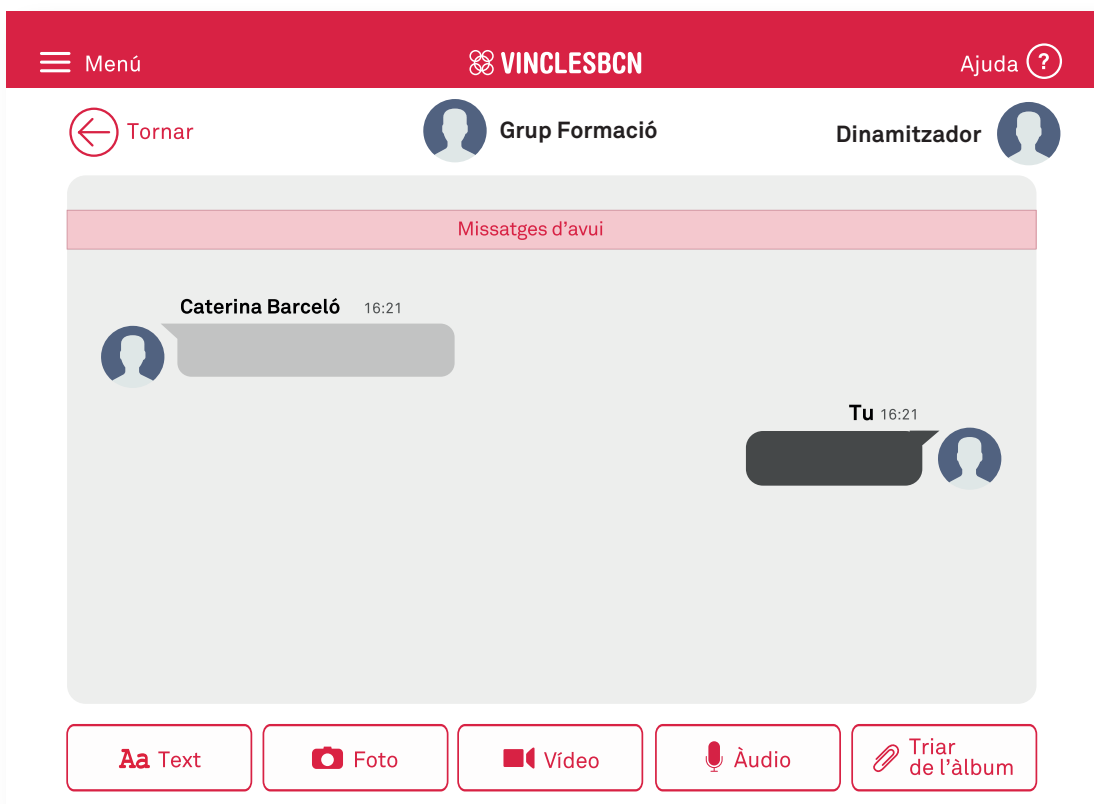 Menú
VINCLESBCN
Ajuda ?
Tornar
Grup Formació
Dinamitzador
Missatges d’avui
Caterina Barceló 16:21
Tu 16:21
Aa Text
Foto
Vídeo
Àudio
Triar
de l’àlbum